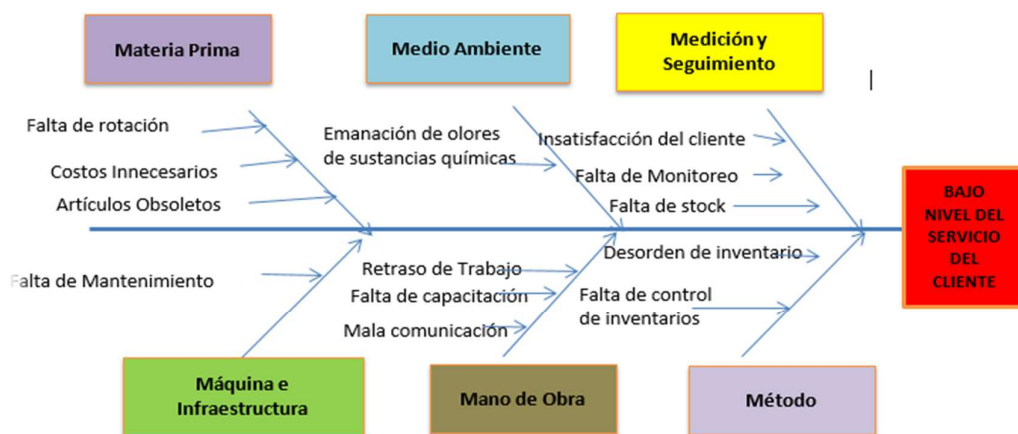 Materia Prima
Medio Ambiente
Medición y
Seguimiento
Falta de rotación
Costos Innecesarios
Artículos Obsoletos
Emanación de olores
de sustancias químicas
Insatisfacción del cliente
Falta de Monitoreo
Falta de stock
BAJO
NIVEL DEL
SERVICIO
DEL
CLIENTE
Falta de Mantenimiento
Retraso de Trabajo
Falta de capacitación
Mala comunicación
Desorden de inventario
Falta de control
de inventarios
Máquina e
Infraestructura
Mano de Obra
Método